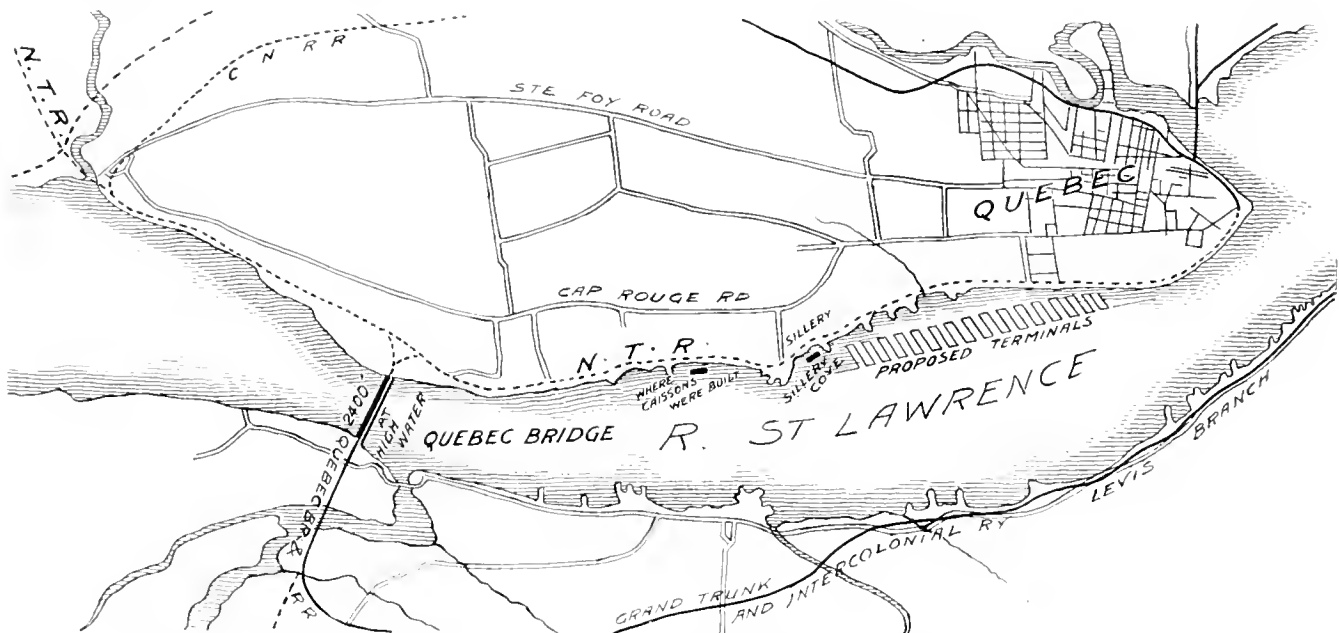 N. T. R.
C N R R
STE FOY ROAD
QUEBEC
CAP ROUGE RD
SILLERY
N. T. R.
WHERE
CAISSONS
WERE BUILT
SILLERY
COVE
PROPOSED TERMINALS
2400'
AT
HIGH
WATER
QUEBEC BRIDGE
R. ST LAWRENCE
QUEBEC BR. &
RR
LEVIS BRANCH
GRAND TRUNK
AND INTERCOLONIAL RY